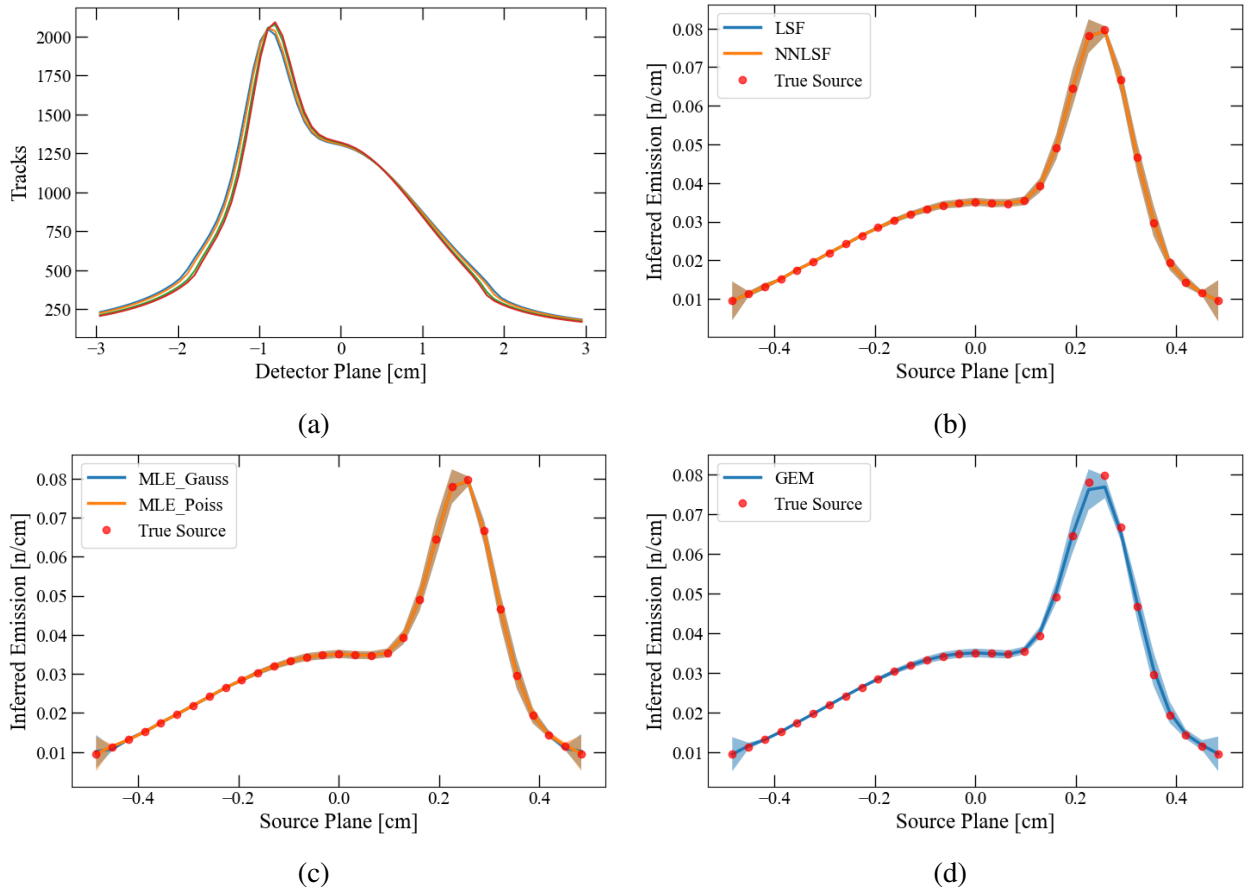 2000
1750
1500
1250
1000
750
500
250
Tracks
−3
−2
−1
0
1
2
3
Detector Plane [cm]
(a)
0.08
0.07
0.06
0.05
0.04
0.03
0.02
0.01
Inferred Emission [n/cm]
LSF
NNLSF
True Source
−0.4
−0.2
0.0
0.2
0.4
Source Plane [cm]
(b)
0.08
0.07
0.06
0.05
0.04
0.03
0.02
0.01
Inferred Emission [n/cm]
MLE_Gauss
MLE_Poiss
True Source
−0.4
−0.2
0.0
0.2
0.4
Source Plane [cm]
(c)
0.08
0.07
0.06
0.05
0.04
0.03
0.02
0.01
Inferred Emission [n/cm]
GEM
True Source
−0.4
−0.2
0.0
0.2
0.4
Source Plane [cm]
(d)